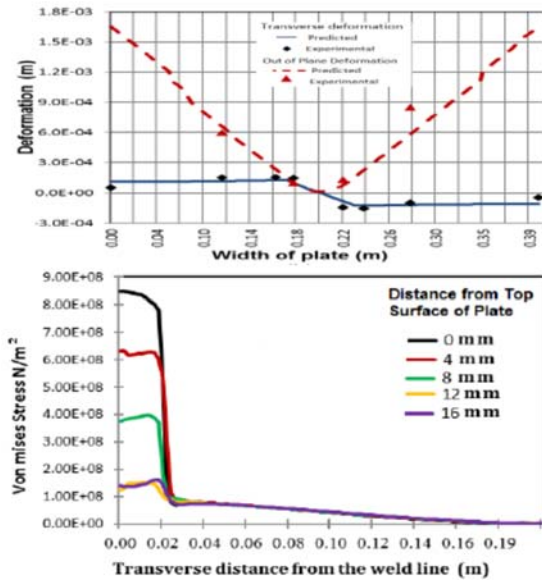 1.8E-03
1.5E-03
1.2E-03
9.0E-04
6.0E-04
3.0E-04
0.0E+00
-3.0E-04
Deformation (m)
Transverse deformation
Predicted
Experimental
Out of Plane Deformation
Predicted
Experimental
0.00 0.04 0.08 0.12 0.14 0.18 0.22 0.26 0.30 0.35 0.39
Width of plate (m)
9.00E+08
8.00E+08
7.00E+08
6.00E+08
5.00E+08
4.00E+08
3.00E+08
2.00E+08
1.00E+08
0.00E+00
Von mises Stress N/m²
Distance from Top
Surface of Plate
0 mm
4 mm
8 mm
12 mm
16 mm
0.00 0.02 0.04 0.06 0.08 0.10 0.12 0.14 0.16 0.19
Transverse distance from the weld line (m)